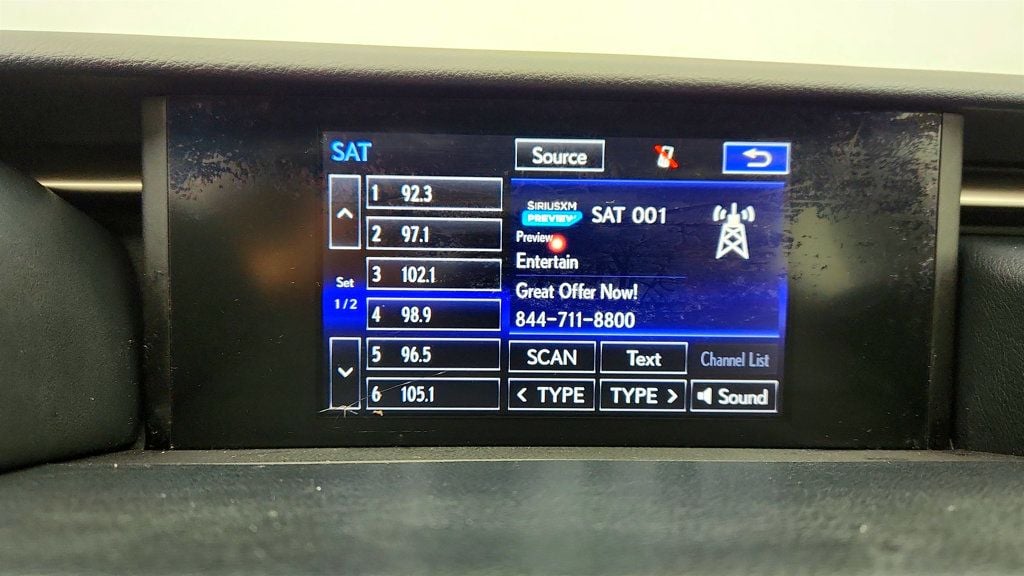 SAT
Source
1 92.3
2 97.1
3 102.1
4 98.9
5 96.5
6 105.1
Set
1/2
SIRIUSXM
PREVIEW
SAT 001
Preview
Entertain
Great Offer Now!
844-711-8800
SCAN
Text
Channel List
< TYPE
TYPE >
Sound